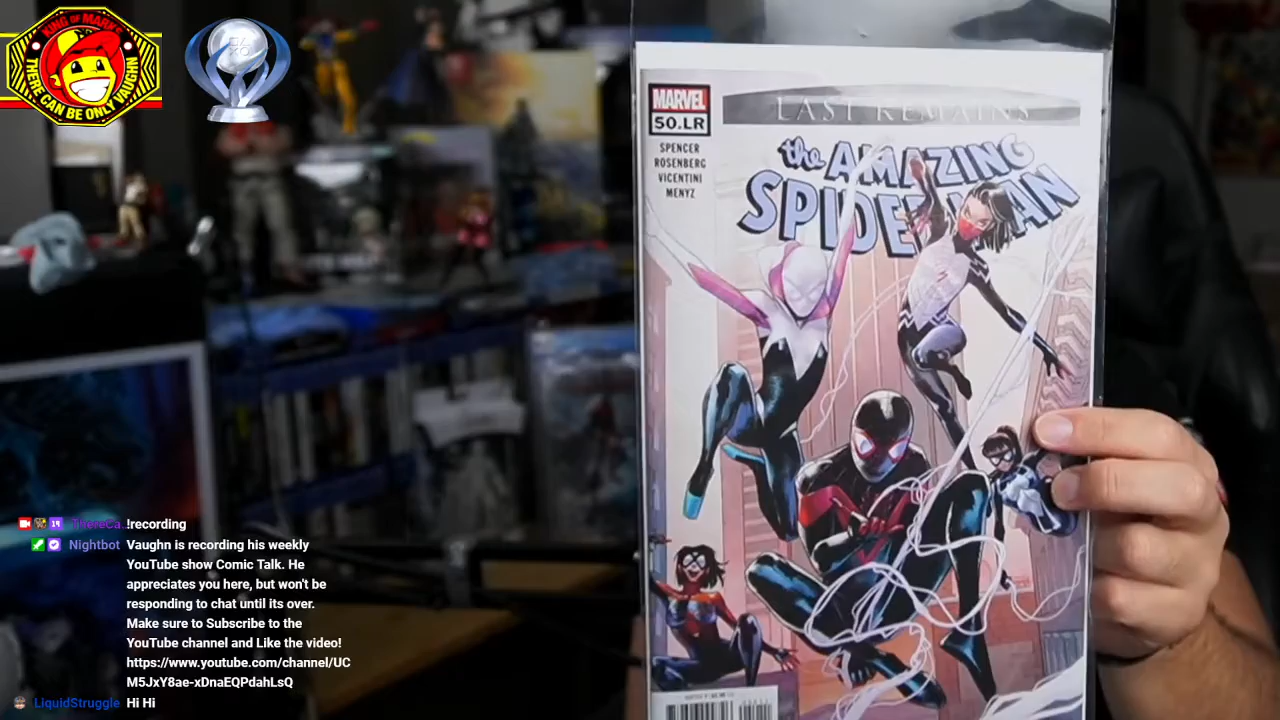 KING OF MARKS
THERE CAN BE ONLY VAUGHN
LAST REMAINS
MARVEL
50.LR
SPENCER
ROSENBERG
VICENTINI
MENYZ
the AMAZING
SPIDER-MAN
ThereCa... !recording
Nightbot Vaughn is recording his weekly
YouTube show Comic Talk. He
appreciates you here, but won't be
responding to chat until its over.
Make sure to Subscribe to the
YouTube channel and Like the video!
https://www.youtube.com/channel/UC
M5JxY8ae-xDnaEQPdahLsQ
LiquidStruggle Hi Hi